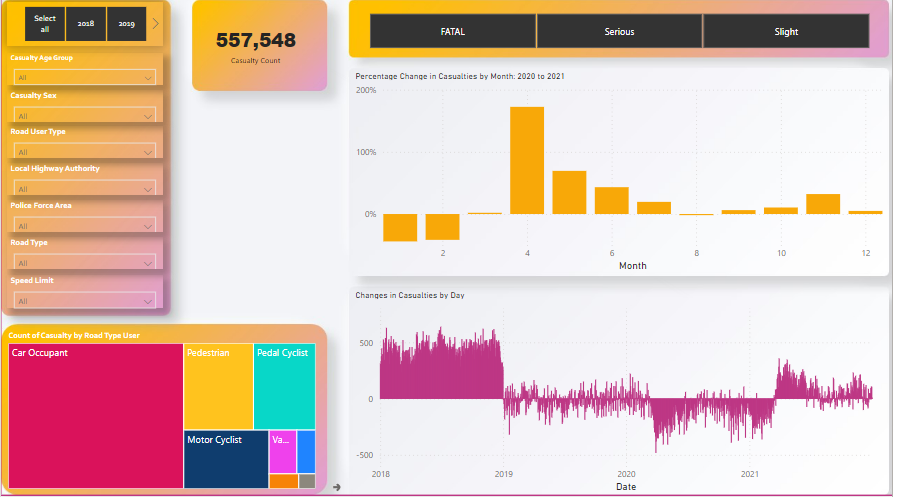 Select
all
2018
2019
Casualty Age Group
All
Casualty Sex
All
Road User Type
All
Local Highway Authority
All
Police Force Area
All
Road Type
All
Speed Limit
All
557,548
Casualty Count
FATAL
Serious
Slight
Percentage Change in Casualties by Month: 2020 to 2021
200%
100%
0%
2
4
6
8
10
12
Month
Count of Casualty by Road Type User
Car Occupant
Pedestrian
Pedal Cyclist
Motor Cyclist
Va...
Changes in Casualties by Day
500
0
-500
2018
2019
2020
2021
Date